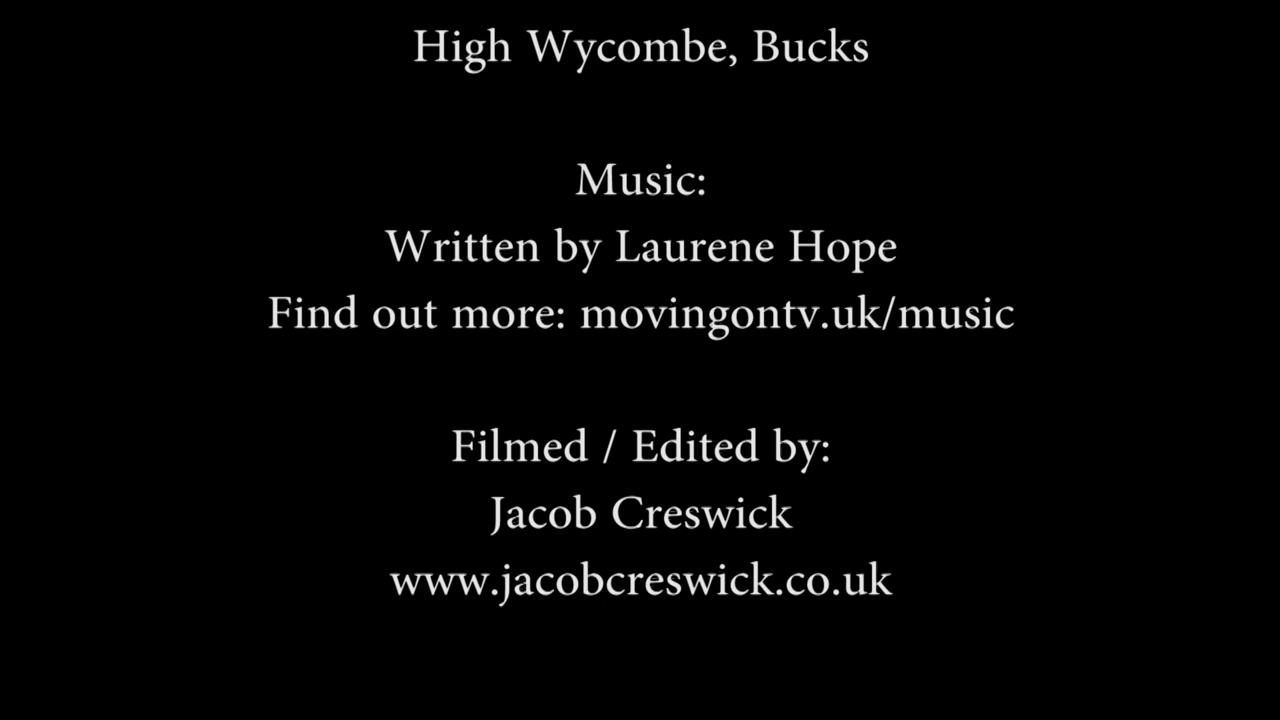 High Wycombe, Bucks
Music:
Written by Laurene Hope
Find out more: movingontv.uk/music
Filmed / Edited by:
Jacob Creswick
www.jacobcreswick.co.uk